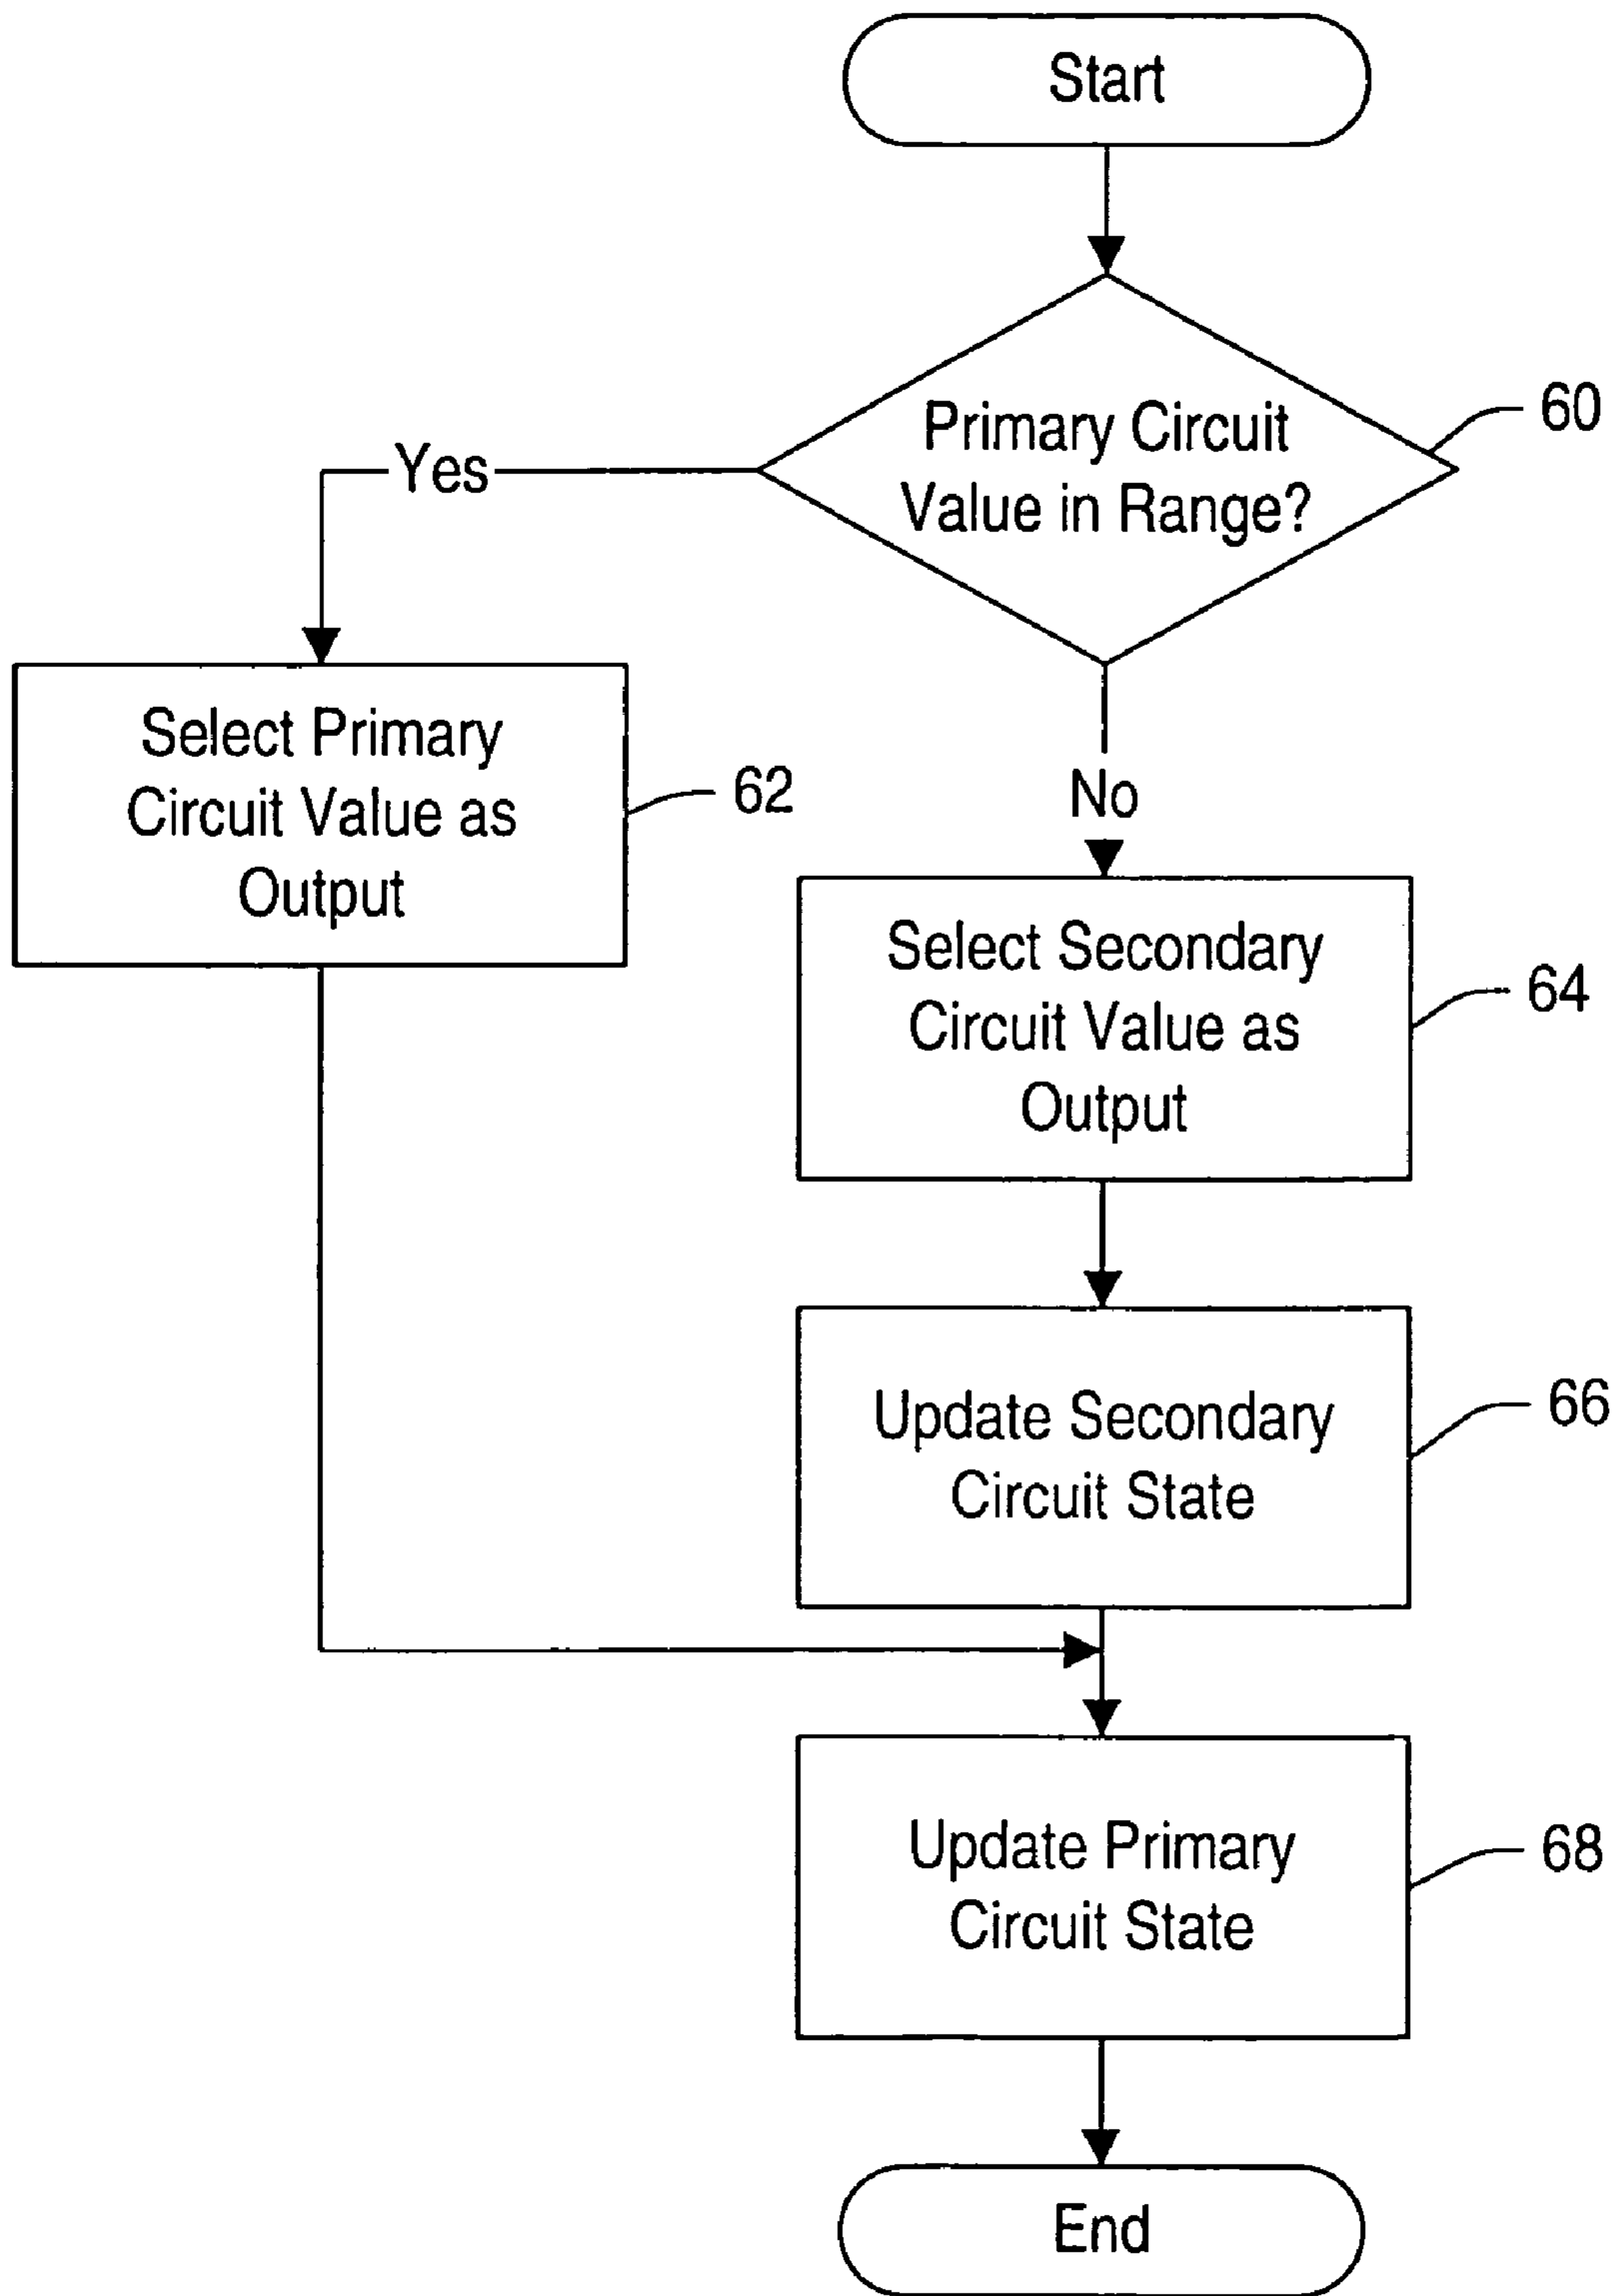 Start
Primary Circuit
Value in Range?
60
Yes
Select Primary
Circuit Value as
Output
62
No
Select Secondary
Circuit Value as
Output
64
Update Secondary
Circuit State
66
Update Primary
Circuit State
68
End